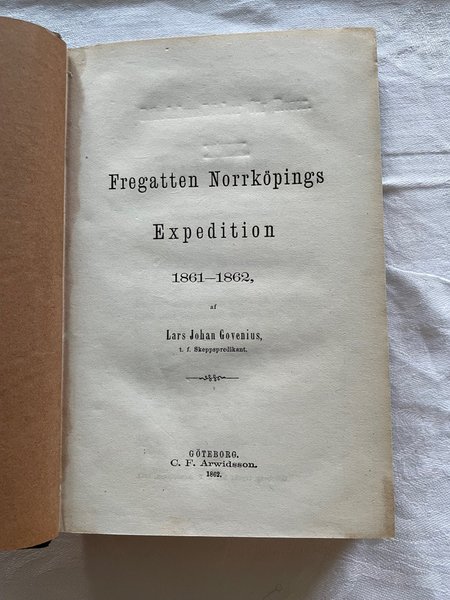 Fregatten Norrköpings
Expedition
1861—1862,
af
Lars Johan Govenius,
t. f. Skeppspredikant.
GÖTEBORG.
C. F. Arwidsson.
1862.